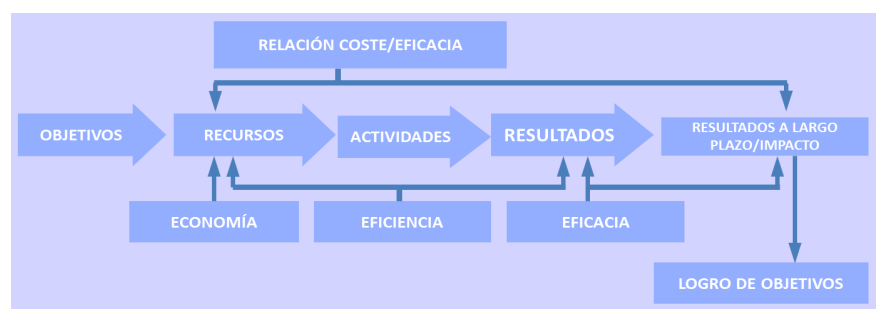 RELACIÓN COSTE/EFICACIA
OBJETIVOS
RECURSOS
ACTIVIDADES
RESULTADOS
RESULTADOS A LARGO
PLAZO/IMPACTO
ECONOMÍA
EFICIENCIA
EFICACIA
LOGRO DE OBJETIVOS